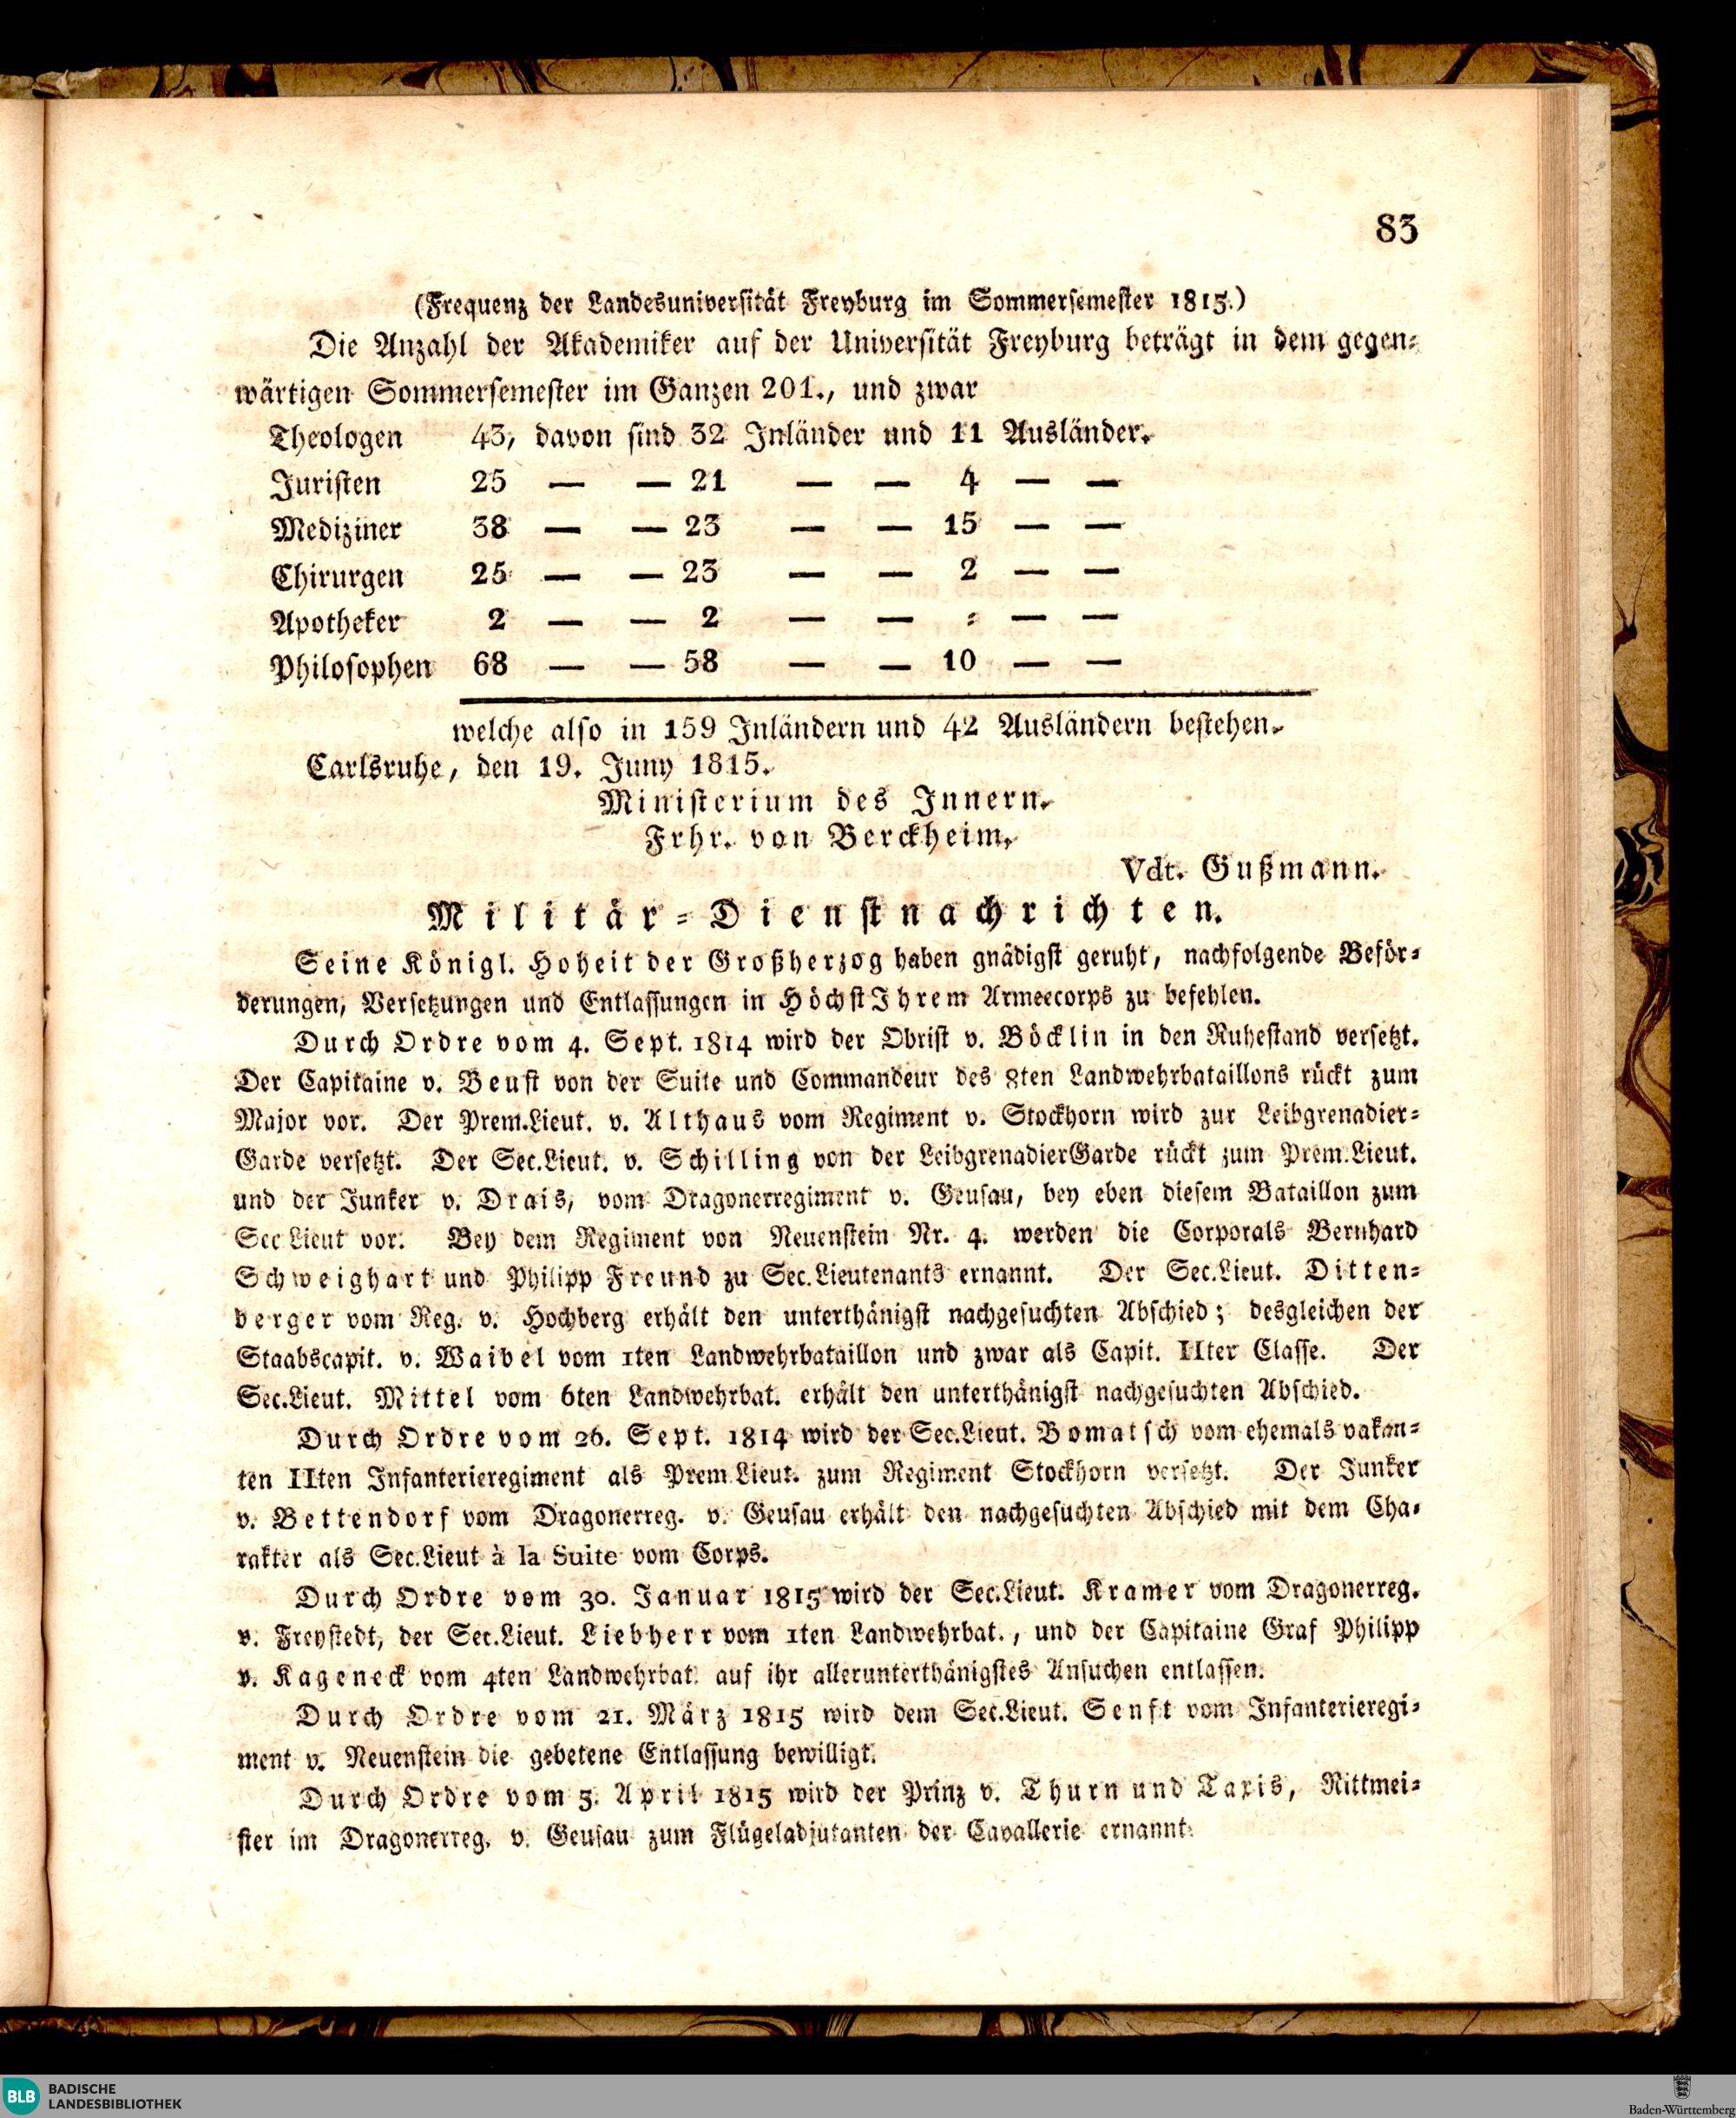 83
(Frequenz der Landesuniversität Freyburg im Sommersemester 1815.)
Die Anzahl der Akademiker auf der Universität Freyburg beträgt in dem gegen=
wärtigen Sommersemester im Ganzen 201., und zwar
Theologen 43, davon sind 32 Inländer und 11 Ausländer.
Juristen 25 — — 21 — — 4 — —
Mediziner 38 — — 23 — — 15 — —
Chirurgen 25 — — 23 — — 2 — —
Apotheker 2 — — 2 — — = — —
Philosophen 68 — — 58 — — 10 — —
welche also in 159 Inländern und 42 Ausländern bestehen.
Carlsruhe, den 19. Juny 1815.
Ministerium des Innern.
Frhr. von Berckheim.
Vdt. Gußmann.
Militär=Dienstnachrichten.
Seine Königl. Hoheit der Großherzog haben gnädigst geruht, nachfolgende Beför=
derungen, Versetzungen und Entlassungen in HöchstIhrem Armeecorps zu befehlen.
Durch Ordre vom 4. Sept. 1814 wird der Obrist v. Böcklin in den Ruhestand versetzt.
Der Capitaine v. Beust von der Suite und Commandeur des 8ten Landwehrbataillons rückt zum
Major vor. Der Prem.Lieut. v. Althaus vom Regiment v. Stockhorn wird zur Leibgrenadier=
Garde versetzt. Der Sec.Lieut. v. Schilling von der LeibgrenadierGarde rückt zum Prem.Lieut.
und der Junker v. Drais, vom Dragonerregiment v. Geusau, bey eben diesem Bataillon zum
Sec Lieut vor. Bey dem Regiment von Neuenstein Nr. 4. werden die Corporals Bernhard
Schweighart und Philipp Freund zu Sec.Lieutenants ernannt. Der Sec.Lieut. Ditten=
berger vom Reg. v. Hochberg erhält den unterthänigst nachgesuchten Abschied; desgleichen der
Staabscapit. v. Waibel vom 1ten Landwehrbataillon und zwar als Capit. IIter Classe. Der
Sec.Lieut. Mittel vom 6ten Landwehrbat. erhält den unterthänigst nachgesuchten Abschied.
Durch Ordre vom 26. Sept. 1814 wird der Sec.Lieut. Bomatsch vom ehemals vakan=
ten IIten Infanterieregiment als Prem.Lieut. zum Regiment Stockhorn versetzt. Der Junker
v. Bettendorf vom Dragonerreg. v. Geusau erhält den nachgesuchten Abschied mit dem Cha=
rakter als Sec.Lieut à la Suite vom Corps.
Durch Ordre vom 30. Januar 1815 wird der Sec.Lieut. Kramer vom Dragonerreg.
v. Freystedt, der Sec.Lieut. Liebherr vom 1ten Landwehrbat., und der Capitaine Graf Philipp
v. Kageneck vom 4ten Landwehrbat. auf ihr allerunterthänigstes Ansuchen entlassen.
Durch Ordre vom 21. März 1815 wird dem Sec.Lieut. Senft vom Infanterieregi=
ment v. Neuenstein die gebetene Entlassung bewilligt.
Durch Ordre vom 5. April 1815 wird der Prinz v. Thurn und Taxis, Rittmei=
ster im Dragonerreg. v. Geusau zum Flügeladjutanten der Cavallerie ernannt.
BLB BADISCHE
LANDESBIBLIOTHEK
Baden-Württemberg